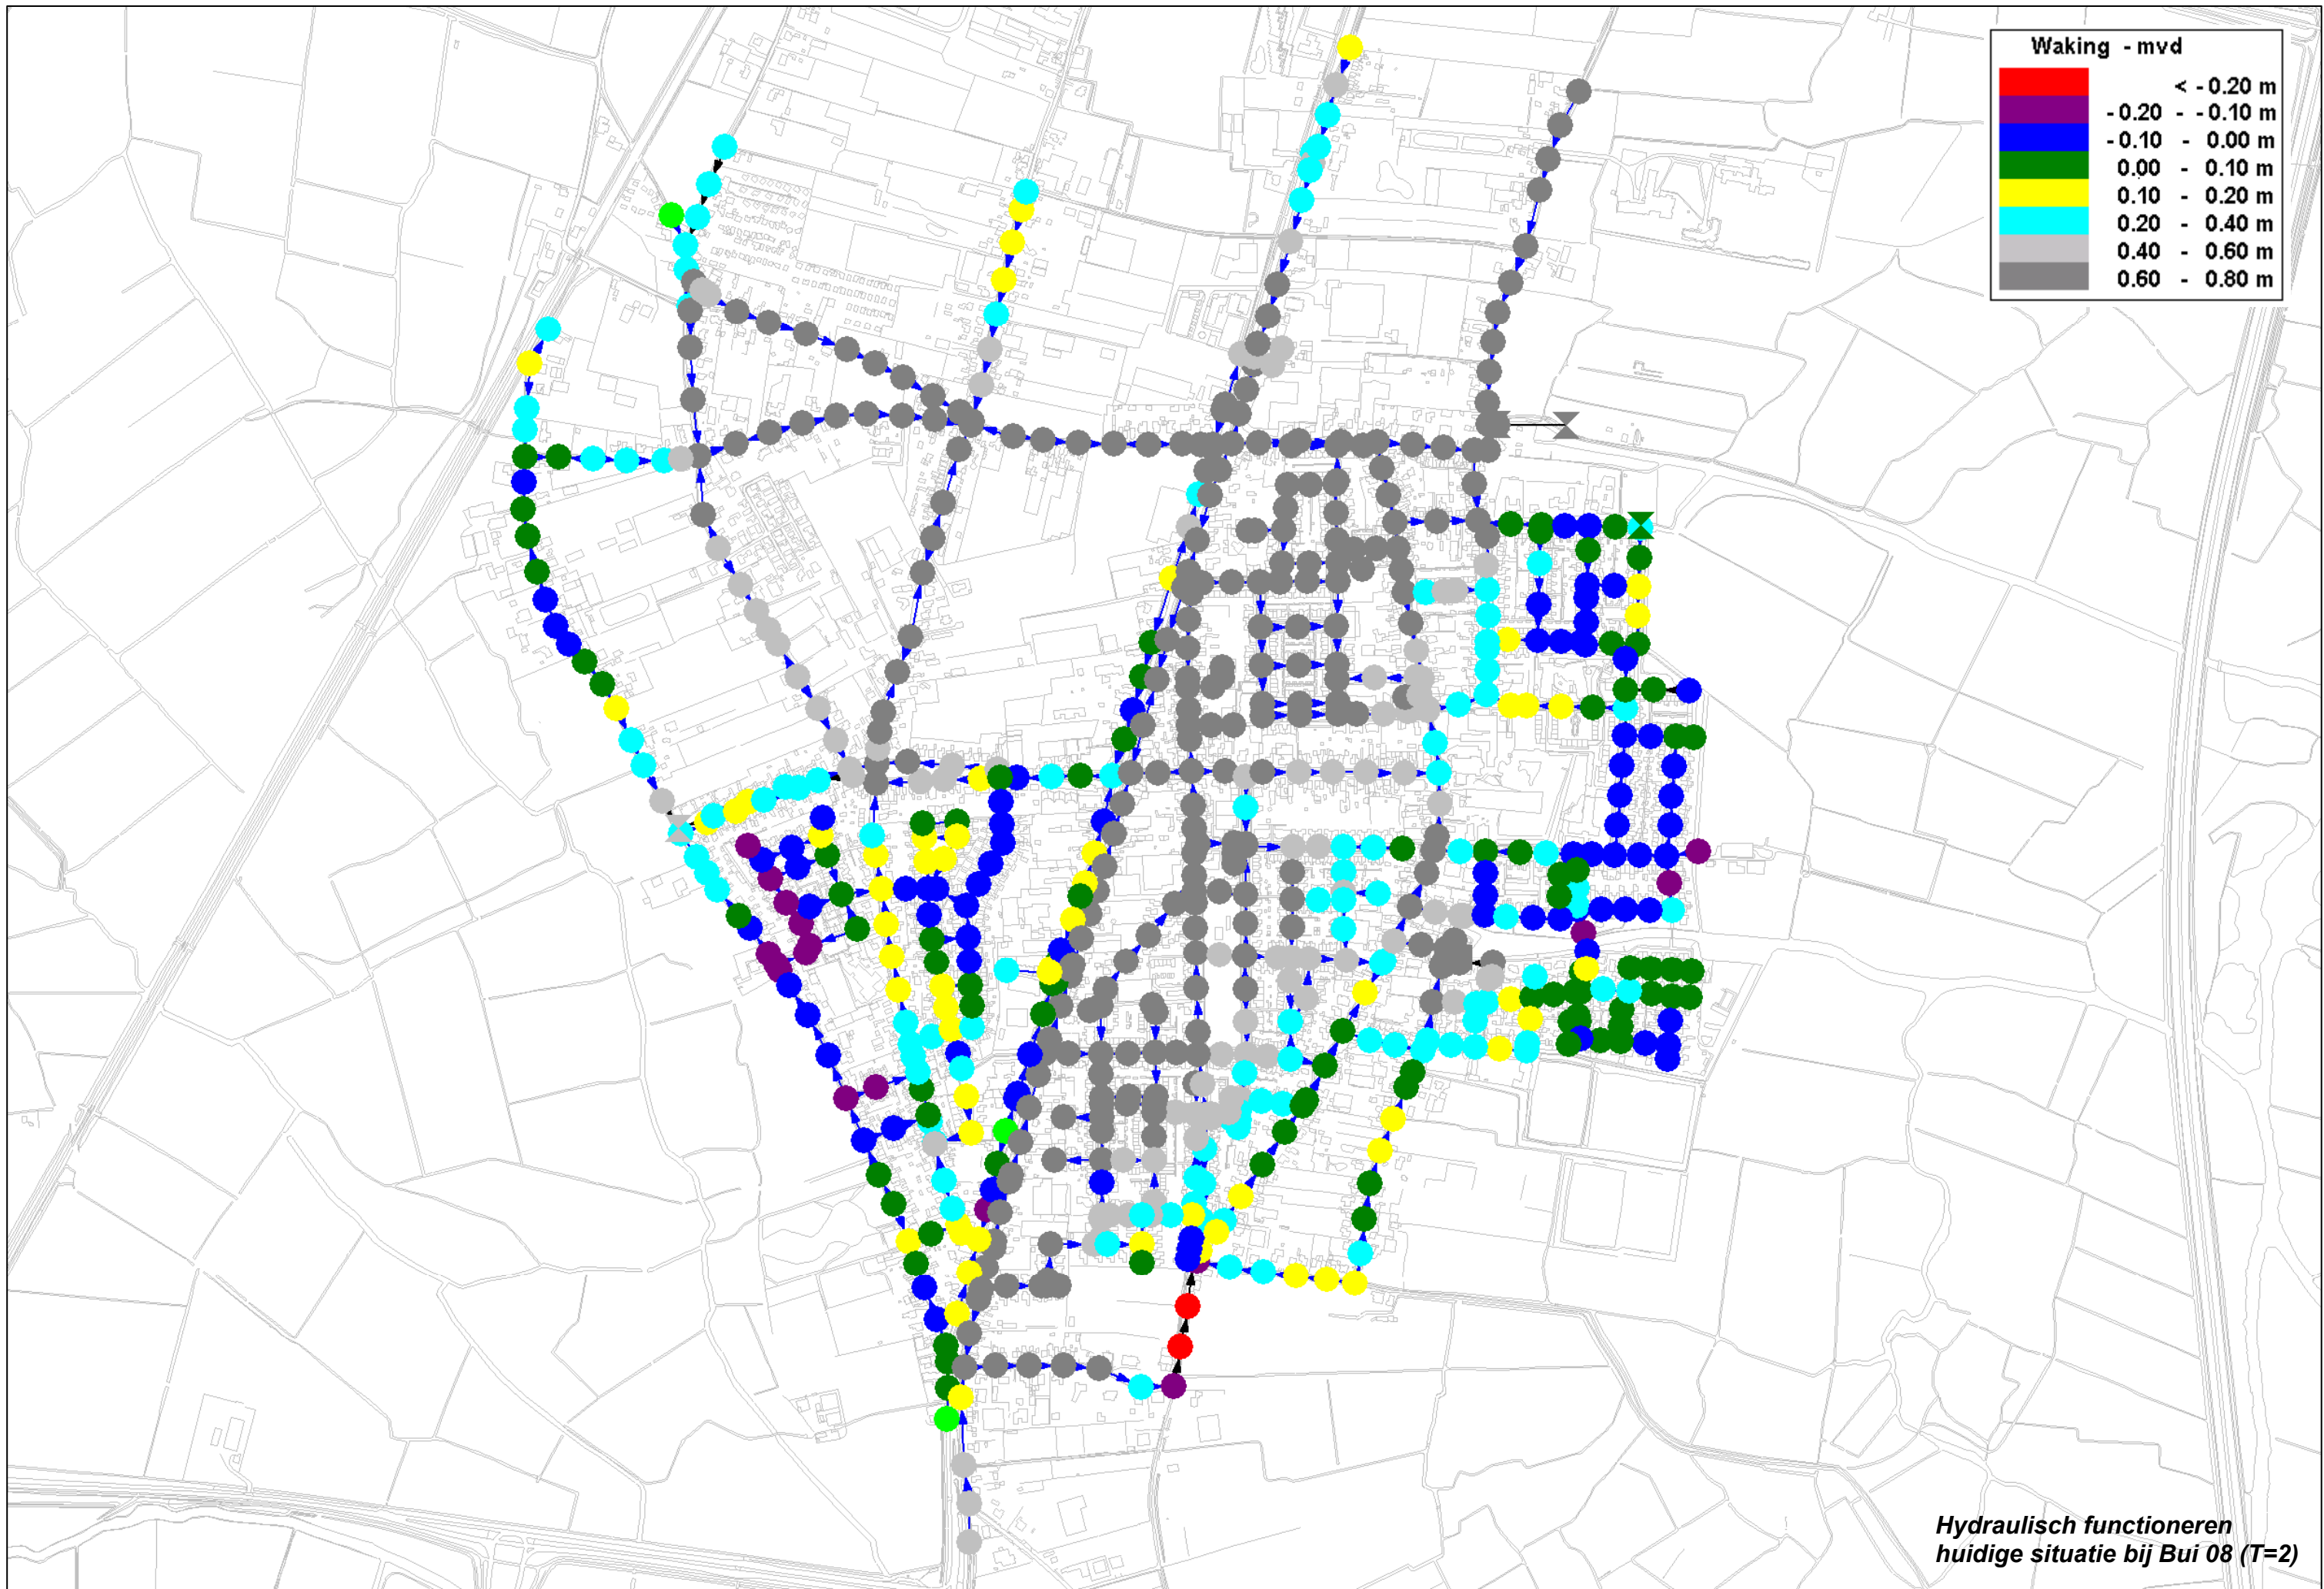 Waking - mvd
< - 0.20 m
- 0.20 - - 0.10 m
- 0.10 - 0.00 m
0.00 - 0.10 m
0.10 - 0.20 m
0.20 - 0.40 m
0.40 - 0.60 m
0.60 - 0.80 m
Hydraulisch functioneren
huidige situatie bij Bui 08 (T=2)